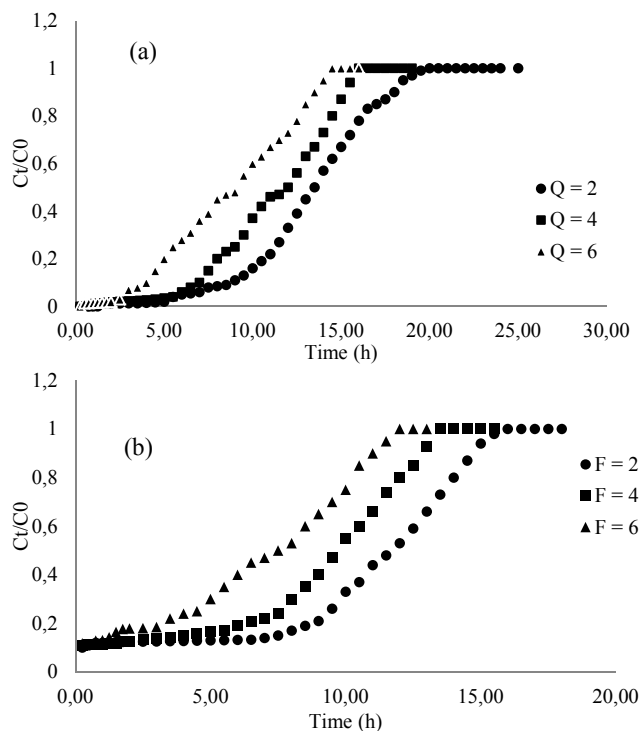 1,2
(a)
1
0,8
Ct/C0
0,6
Q = 2
0,4
Q = 4
0,2
Q = 6
0
0,00 5,00 10,00 15,00 20,00 25,00 30,00
Time (h)
1,2
(b)
1
F = 2
0,8
F = 4
Ct/C0
0,6
F = 6
0,4
0,2
0
0,00 5,00 10,00 15,00 20,00
Time (h)